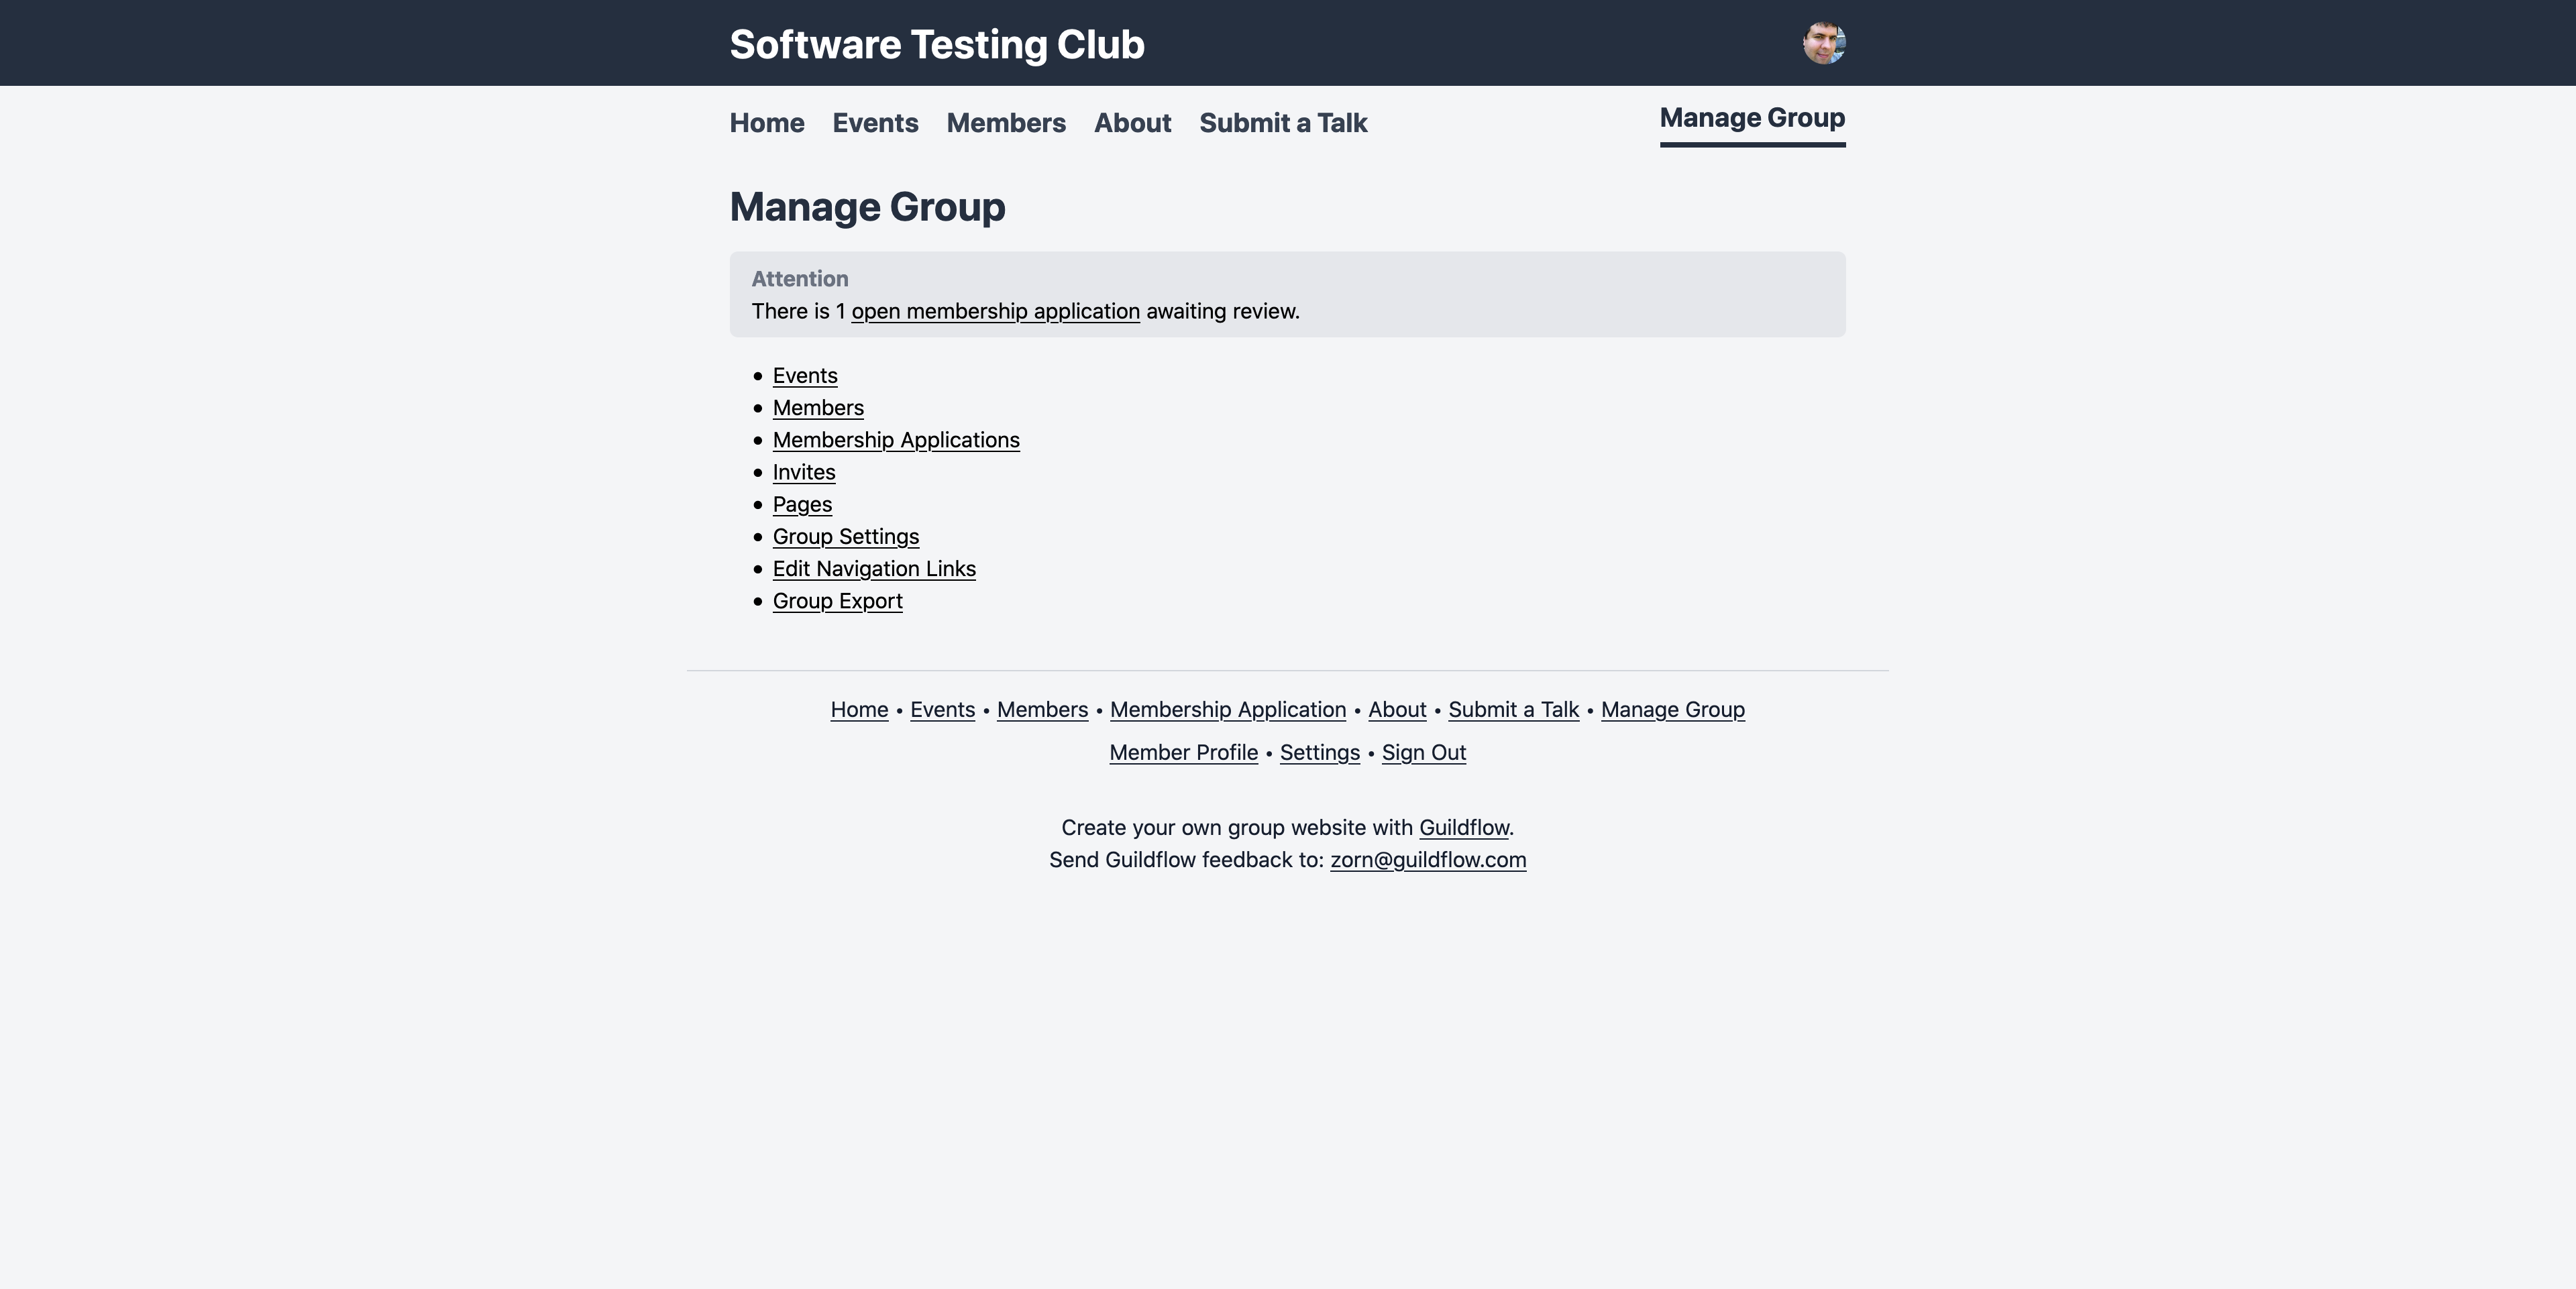 Software Testing Club
Home Events Members About Submit a Talk Manage Group
Manage Group
Attention
There is 1 open membership application awaiting review.
• Events
• Members
• Membership Applications
• Invites
• Pages
• Group Settings
• Edit Navigation Links
• Group Export
Home • Events • Members • Membership Application • About • Submit a Talk • Manage Group
Member Profile • Settings • Sign Out
Create your own group website with Guildflow.
Send Guildflow feedback to: zorn@guildflow.com